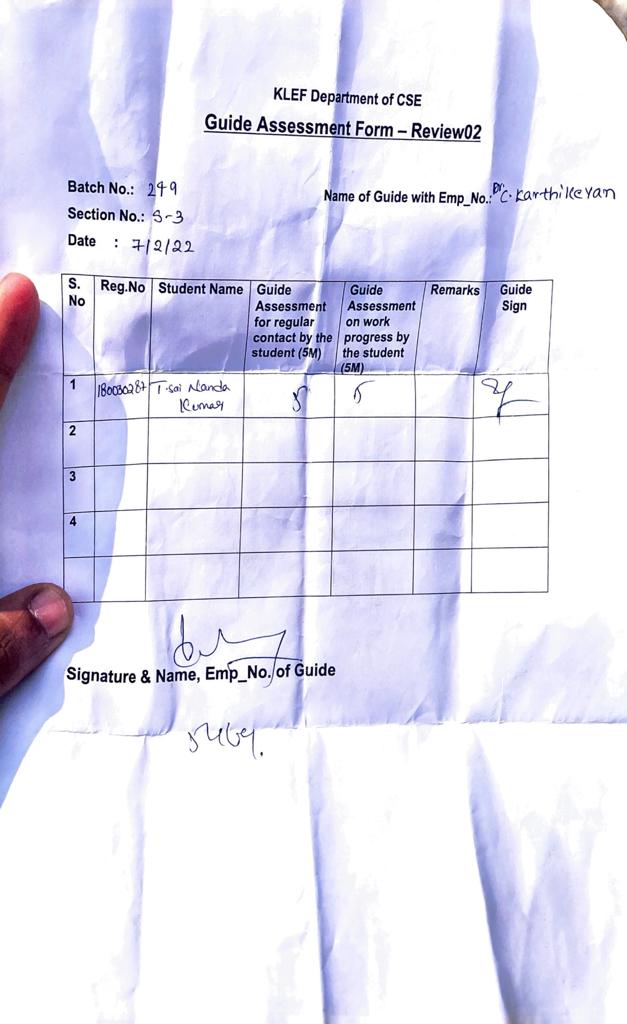 KLEF Department of CSE
Guide Assessment Form – Review02
Batch No.: 249
Name of Guide with Emp_No.: Dr C. Karthikeyan
Section No.: S-3
Date : 7/2/22
S. No Reg.No Student Name Guide Assessment for regular contact by the student (5M) Guide Assessment on work progress by the student (5M) Remarks Guide Sign
1 180030287 T. Sai Nanda Kumar 5 5
2
3
4
Signature & Name, Emp_No. of Guide